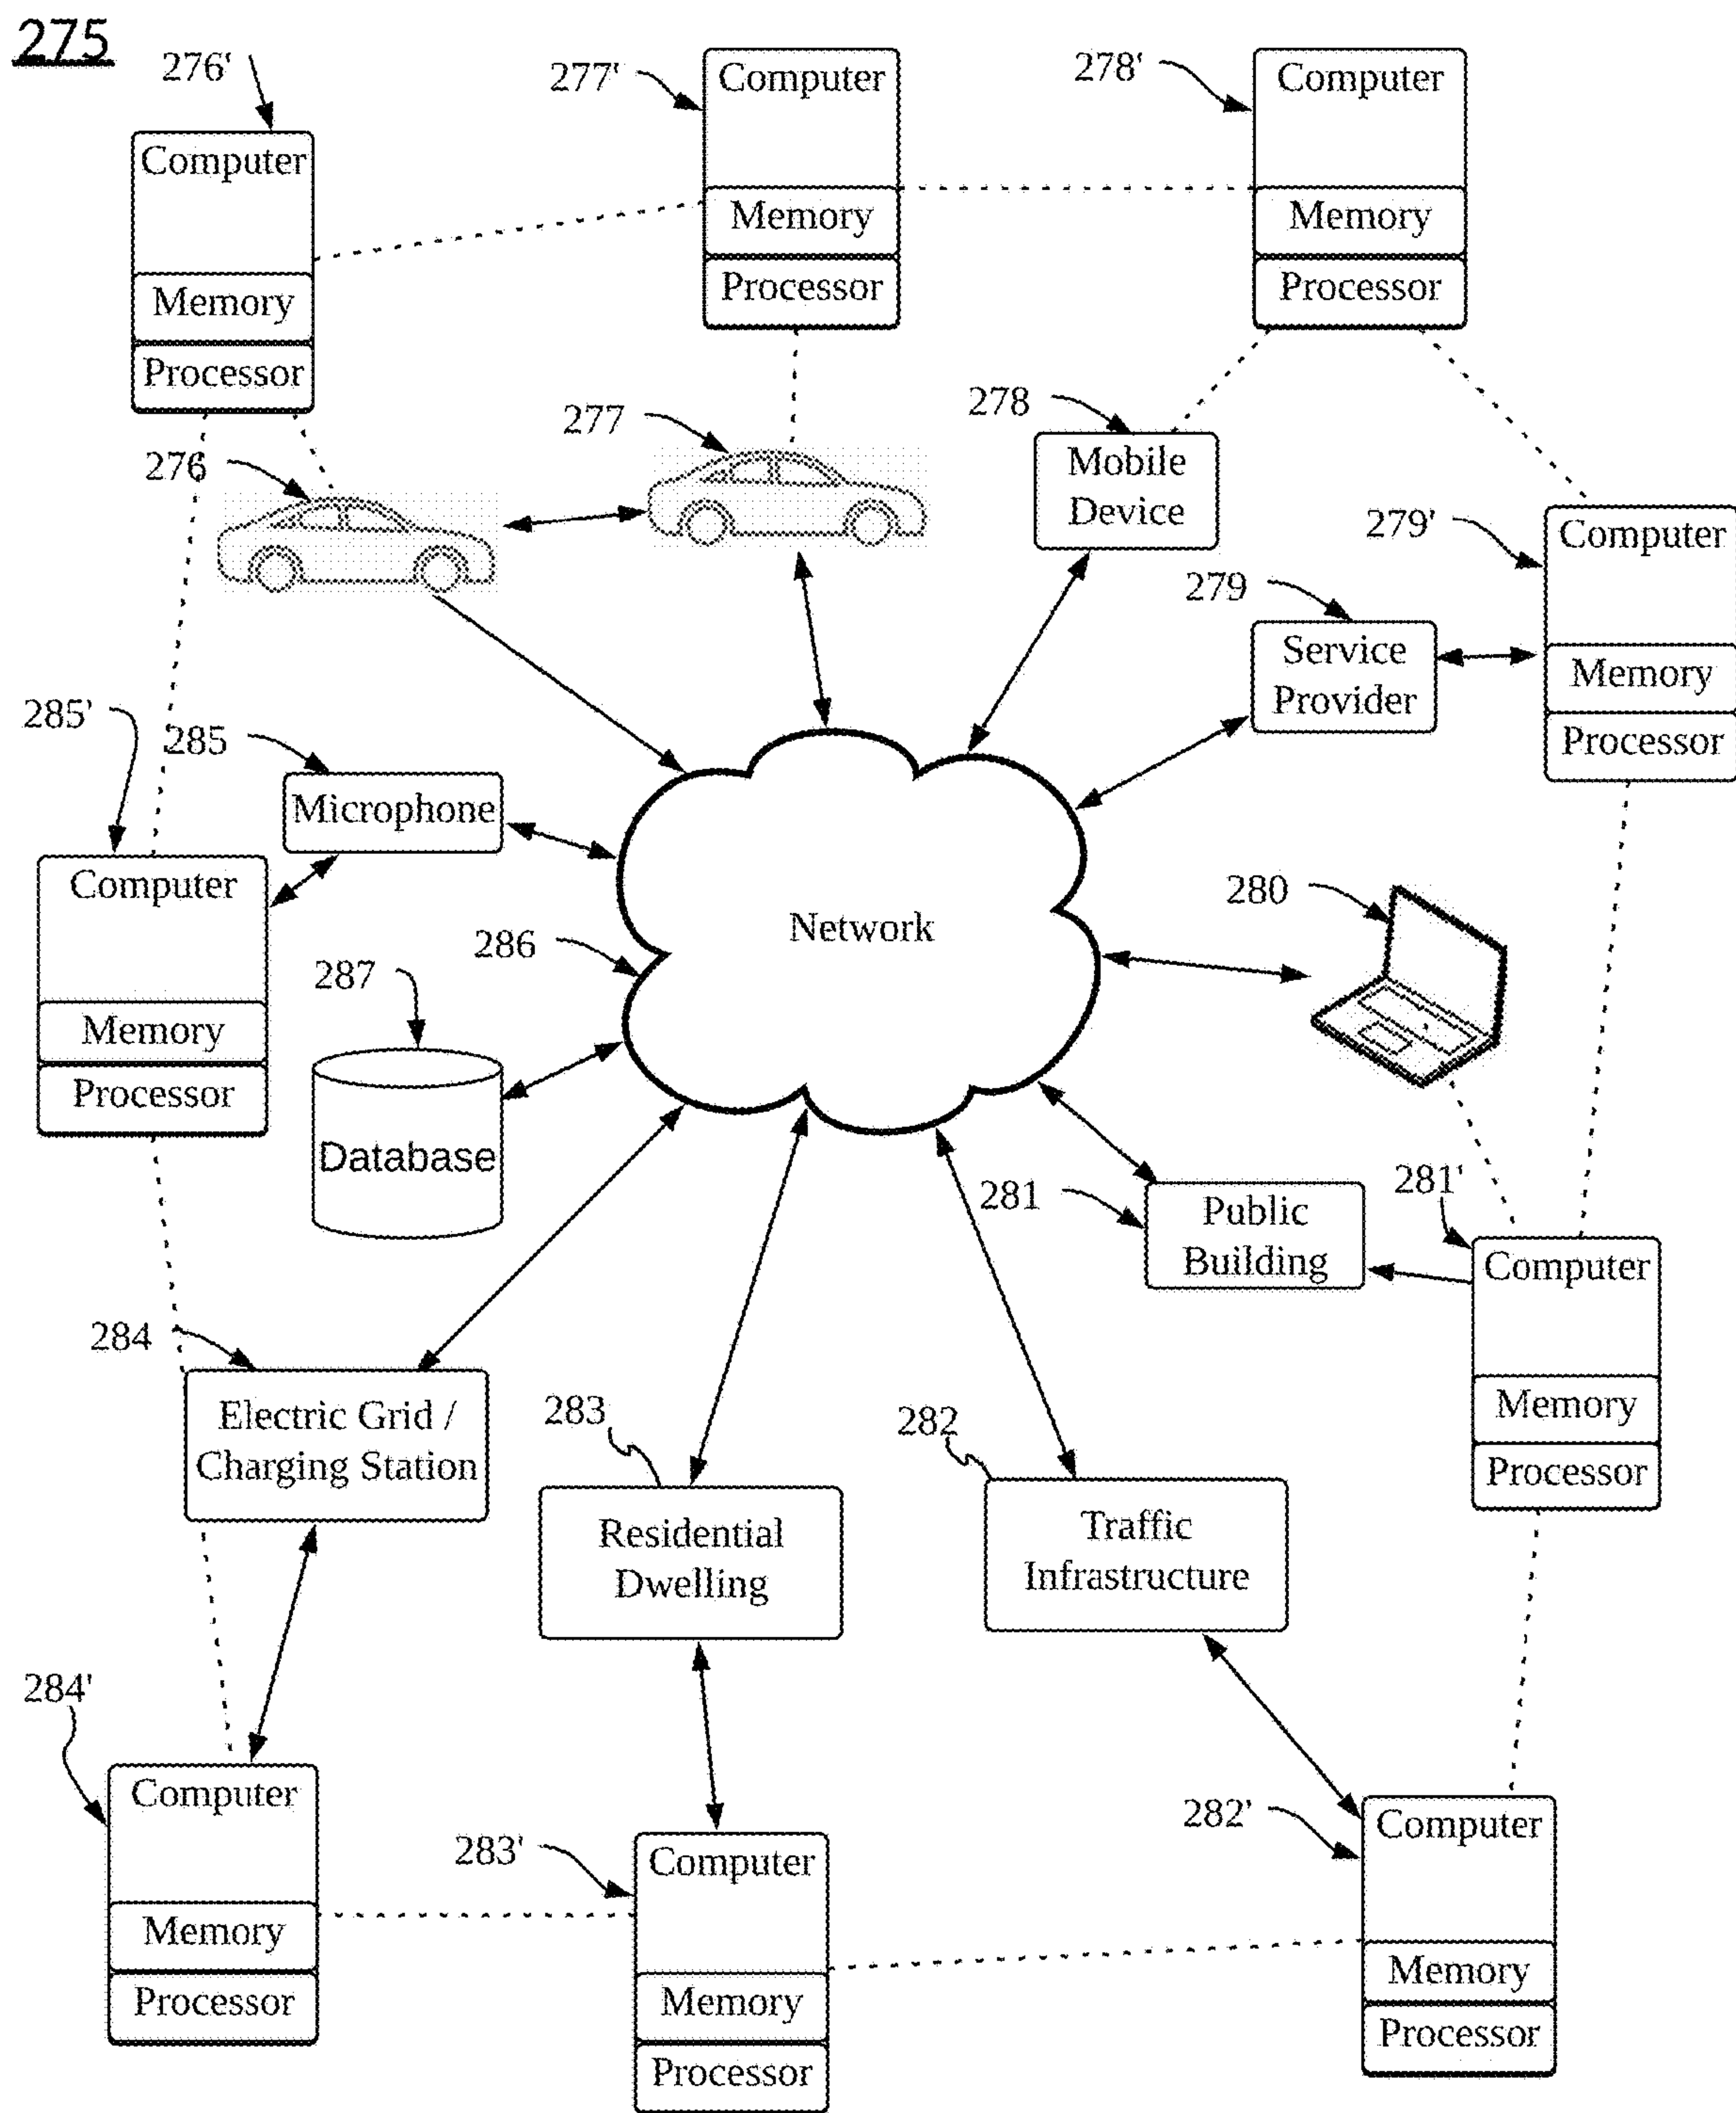 275
276'
277'
278'
Computer
Memory
Processor
Computer
Memory
Processor
Computer
Memory
Processor
276
277
278
Mobile
Device
279'
Computer
Memory
Processor
279
Service
Provider
285'
285
Microphone
Computer
Memory
Processor
286
Network
280
287
Database
281
Public
Building
281'
Computer
Memory
Processor
284
Electric Grid /
Charging Station
283
Residential
Dwelling
282
Traffic
Infrastructure
284'
Computer
Memory
Processor
283'
Computer
Memory
Processor
282'
Computer
Memory
Processor